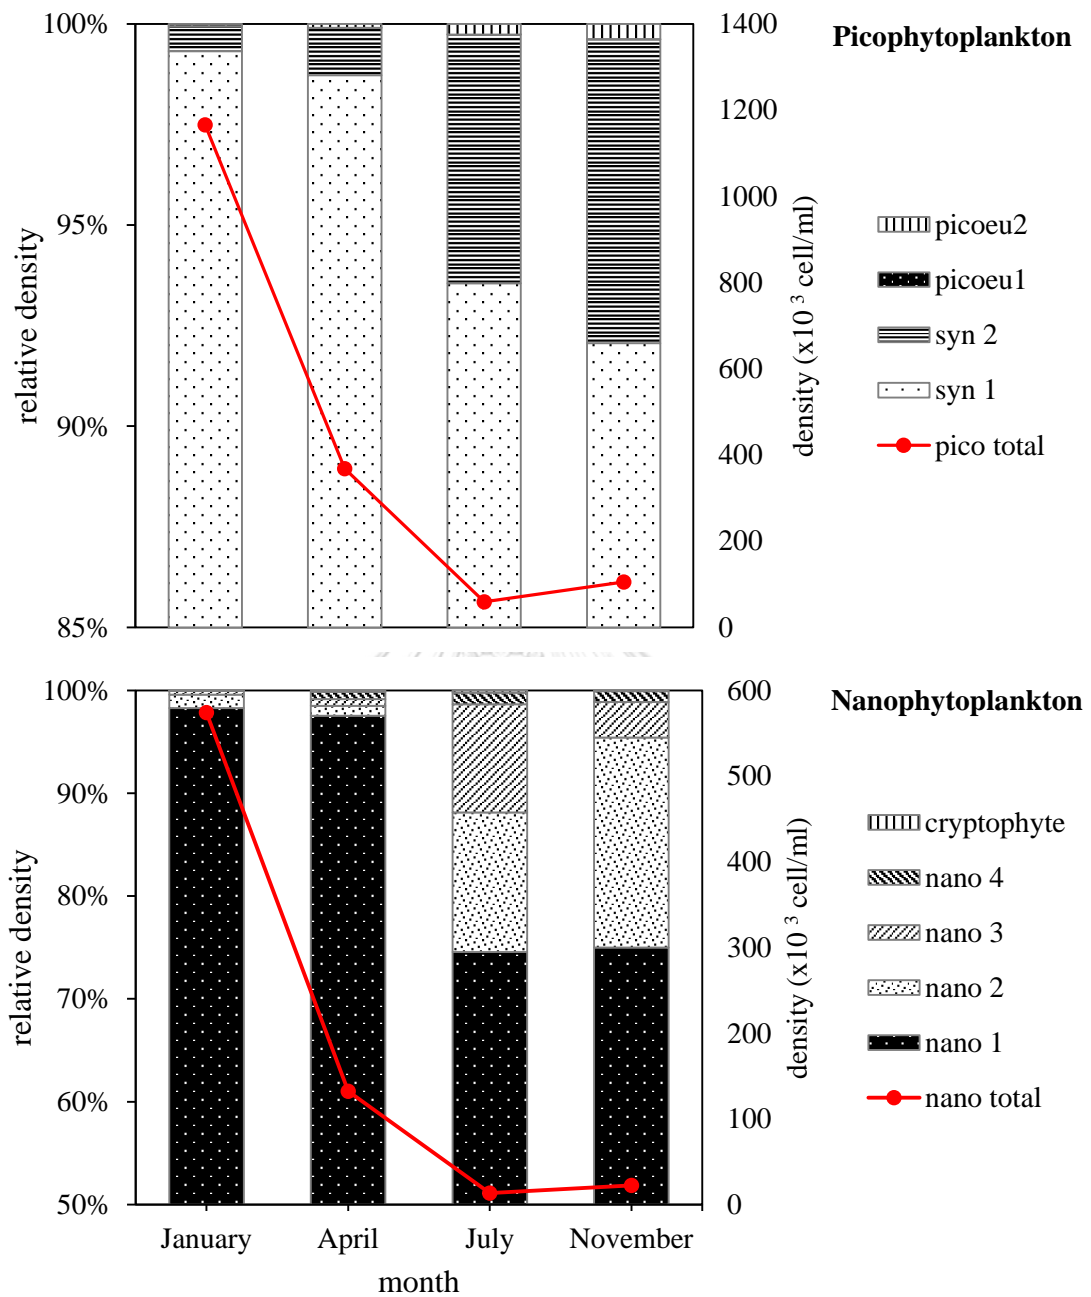 Picophytoplankton
100%
95%
90%
85%
relative density
1400
1200
1000
800
600
400
200
0
density (x10 3 cell/ml)
picoeu2
picoeu1
syn 2
syn 1
pico total
Nanophytoplankton
100%
90%
80%
70%
60%
50%
relative density
600
500
400
300
200
100
0
density (x10 3 cell/ml)
cryptophyte
nano 4
nano 3
nano 2
nano 1
nano total
January April July November
month